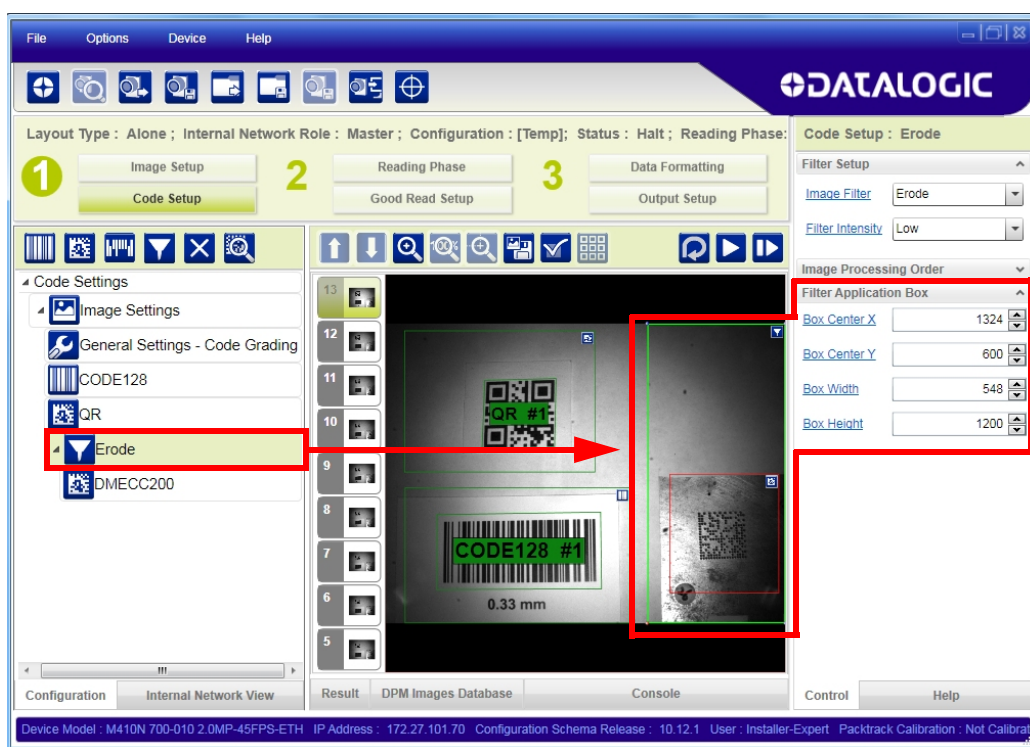 File Options Device Help
DATALOGIC
Layout Type : Alone ; Internal Network Role : Master ; Configuration : [Temp]; Status : Halt ; Reading Phase:
1 Image Setup 2 Reading Phase 3 Data Formatting
Code Setup Good Read Setup Output Setup
Code Setup : Erode
Filter Setup
Image Filter Erode
Filter Intensity Low
Image Processing Order
Filter Application Box
Box Center X 1324
Box Center Y 600
Box Width 548
Box Height 1200
Code Settings
Image Settings
General Settings - Code Grading
CODE128
QR
Erode
DMECC200
100%
13
12
11
10
9
8
7
6
5
QR #1
CODE128 #1
0.33 mm
Configuration Internal Network View
Result DPM Images Database Console
Control Help
Device Model : M410N 700-010 2.0MP-45FPS-ETH IP Address : 172.27.101.70 Configuration Schema Release : 10.12.1 User : Installer-Expert Packtrack Calibration : Not Calibra